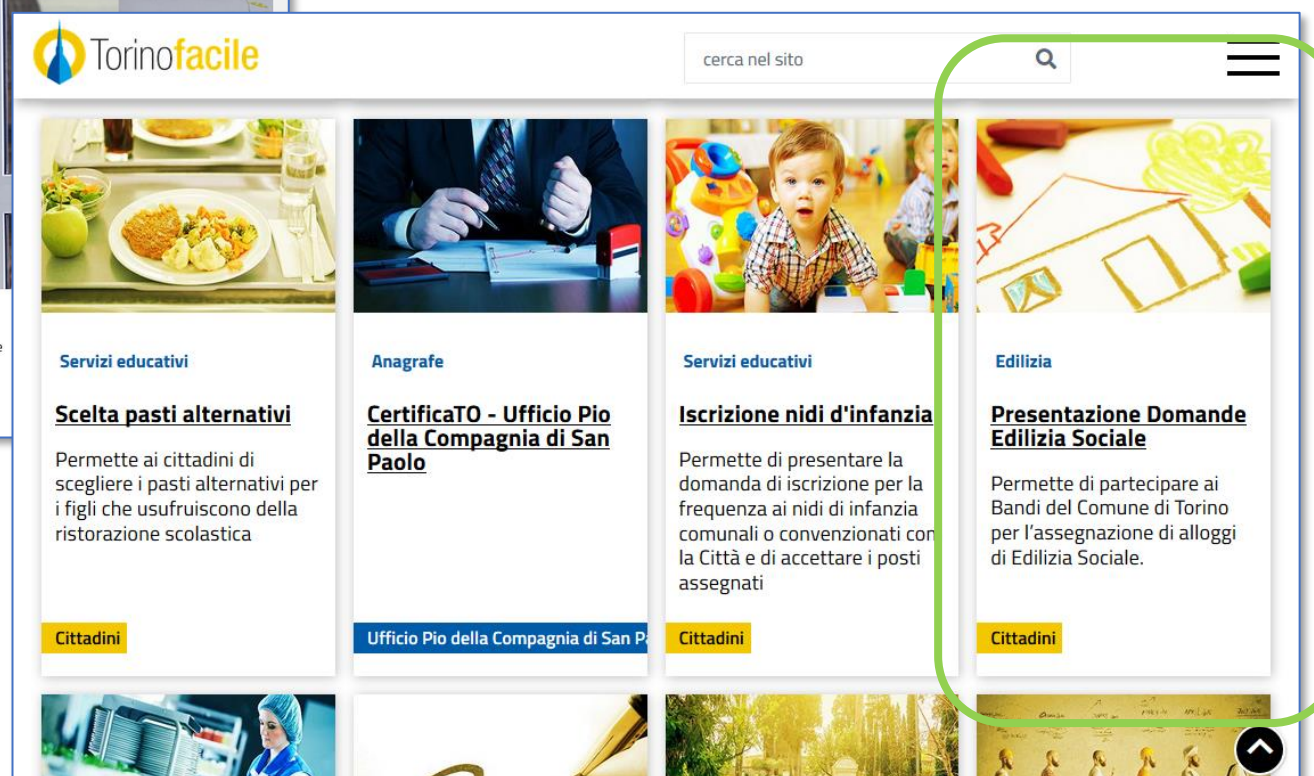 Torinofacile
cerca nel sito
Servizi educativi
Scelta pasti alternativi
Permette ai cittadini di
scegliere i pasti alternativi per
i figli che usufruiscono della
ristorazione scolastica
Cittadini
Anagrafe
CertificaTO - Ufficio Pio
della Compagnia di San
Paolo
Ufficio Pio della Compagnia di San P
Servizi educativi
Iscrizione nidi d'infanzia
Permette di presentare la
domanda di iscrizione per la
frequenza ai nidi di infanzia
comunali o convenzionati con
la Città e di accettare i posti
assegnati
Cittadini
Edilizia
Presentazione Domande
Edilizia Sociale
Permette di partecipare ai
Bandi del Comune di Torino
per l'assegnazione di alloggi
di Edilizia Sociale.
Cittadini